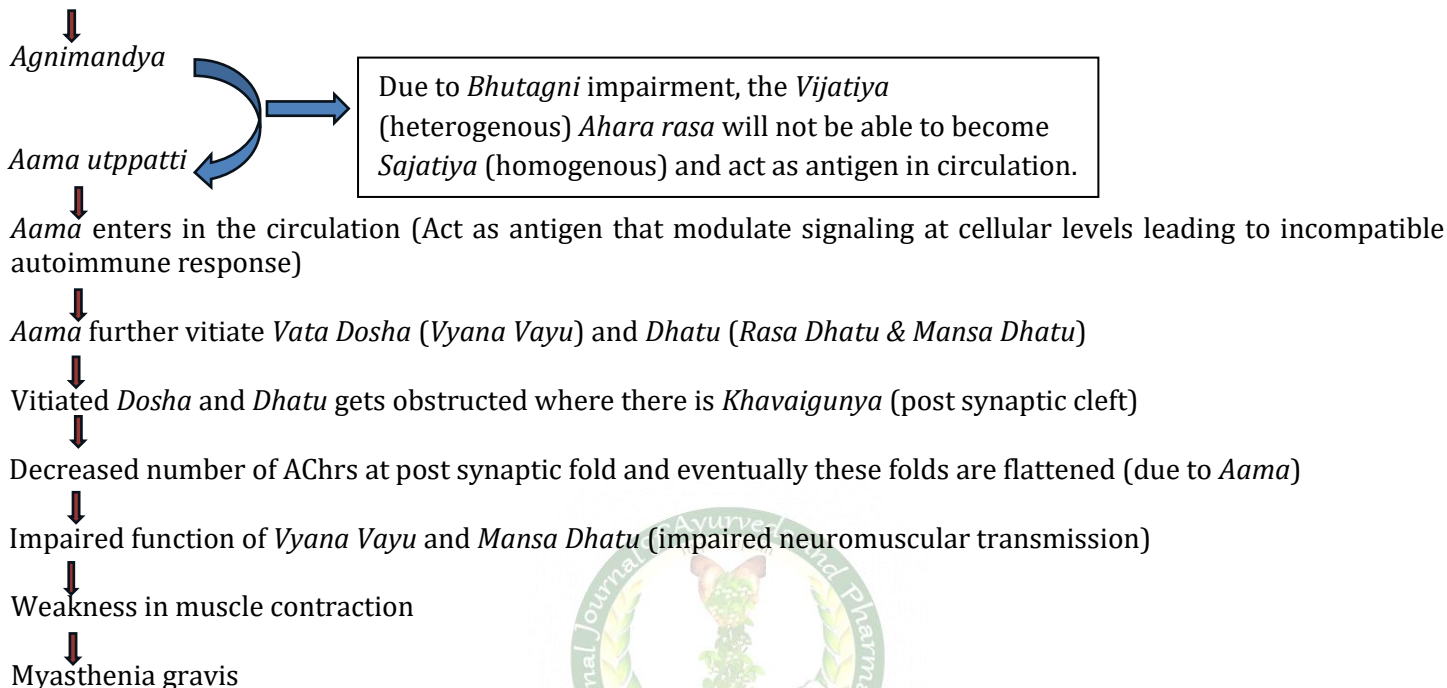 Agnimandya
Due to Bhutagni impairment, the Vijatiya
(heterogenous) Ahara rasa will not be able to become
Sajatiya (homogenous) and act as antigen in circulation.
Aama utppatti
Aama enters in the circulation (Act as antigen that modulate signaling at cellular levels leading to incompatible
autoimmune response)
Aama further vitiate Vata Dosha (Vyana Vayu) and Dhatu (Rasa Dhatu & Mansa Dhatu)
Vitiated Dosha and Dhatu gets obstructed where there is Khavaigunya (post synaptic cleft)
Decreased number of AChrs at post synaptic fold and eventually these folds are flattened (due to Aama)
Impaired function of Vyana Vayu and Mansa Dhatu (impaired neuromuscular transmission)
Weakness in muscle contraction
Myasthenia gravis
Journal Ayurveda and